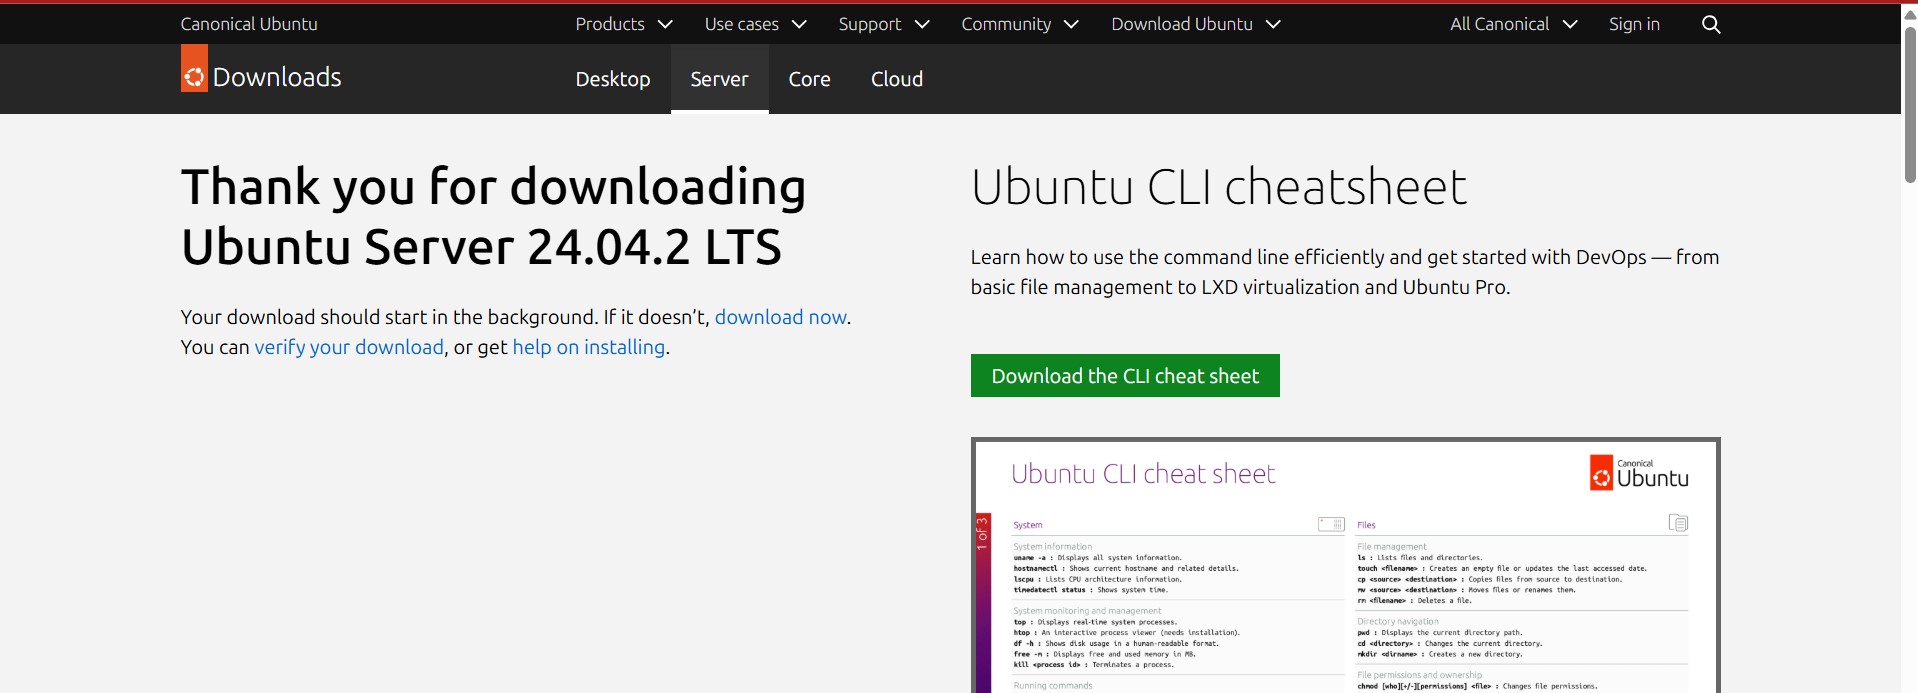 Canonical Ubuntu
Products
Use cases
Support
Community
Download Ubuntu
All Canonical
Sign in
Downloads
Desktop
Server
Core
Cloud
Thank you for downloading
Ubuntu Server 24.04.2 LTS
Your download should start in the background. If it doesn’t, download now.
You can verify your download, or get help on installing.
Ubuntu CLI cheatsheet
Learn how to use the command line efficiently and get started with DevOps — from
basic file management to LXD virtualization and Ubuntu Pro.
Download the CLI cheat sheet
Ubuntu CLI cheat sheet
Canonical
Ubuntu
1 of 3
System
System information
uname -a : Displays all system information.
hostnamectl : Shows current hostname and related details.
lscpu : Lists CPU architecture information.
timedatectl status : Shows system time.
System monitoring and management
top : Displays real-time system processes.
htop : An interactive process viewer (needs installation).
df -h : Shows disk usage in a human-readable format.
free -m : Displays free and used memory in MB.
kill <process id> : Terminates a process.
Running commands
Files
File management
ls : Lists files and directories.
touch <filename> : Creates an empty file or updates the last accessed date.
cp <source> <destination> : Copies files from source to destination.
mv <source> <destination> : Moves files or renames them.
rm <filename> : Deletes a file.
Directory navigation
pwd : Displays the current directory path.
cd <directory> : Changes the current directory.
mkdir <dirname> : Creates a new directory.
File permissions and ownership
chmod [who][+/-][permissions] <file> : Changes file permissions.